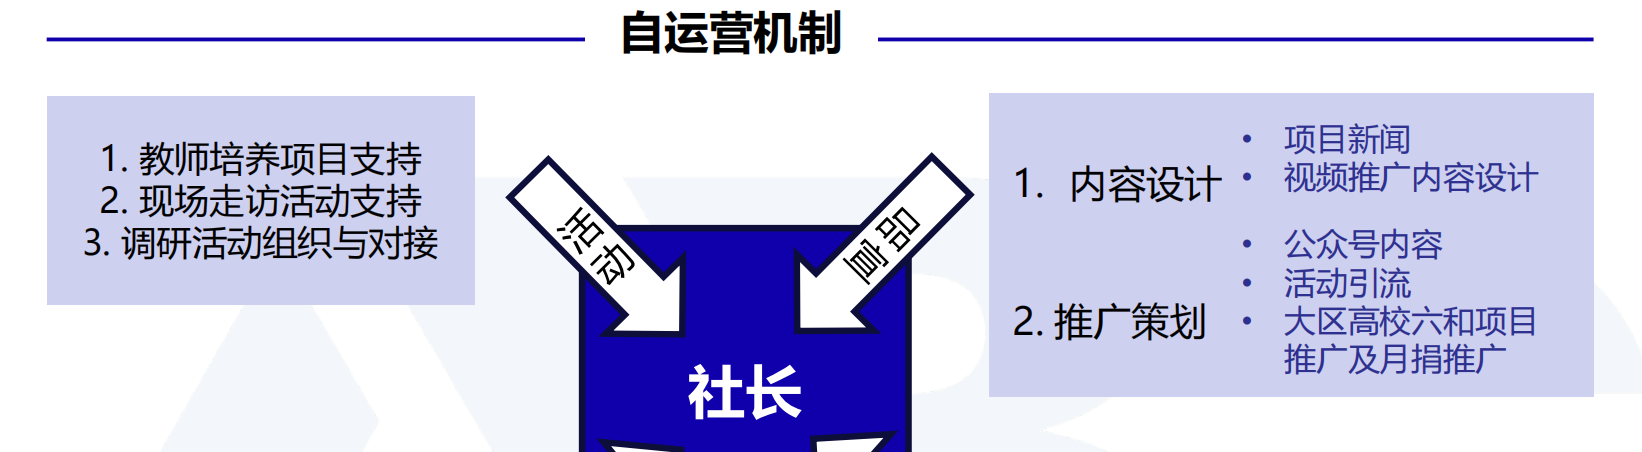 自运营机制
1. 教师培养项目支持
2. 现场走访活动支持
3. 调研活动组织与对接
活动
品宣
社长
1. 内容设计
• 项目新闻
• 视频推广内容设计
2. 推广策划
• 公众号内容
• 活动引流
• 大区高校六和项目
推广及月捐推广